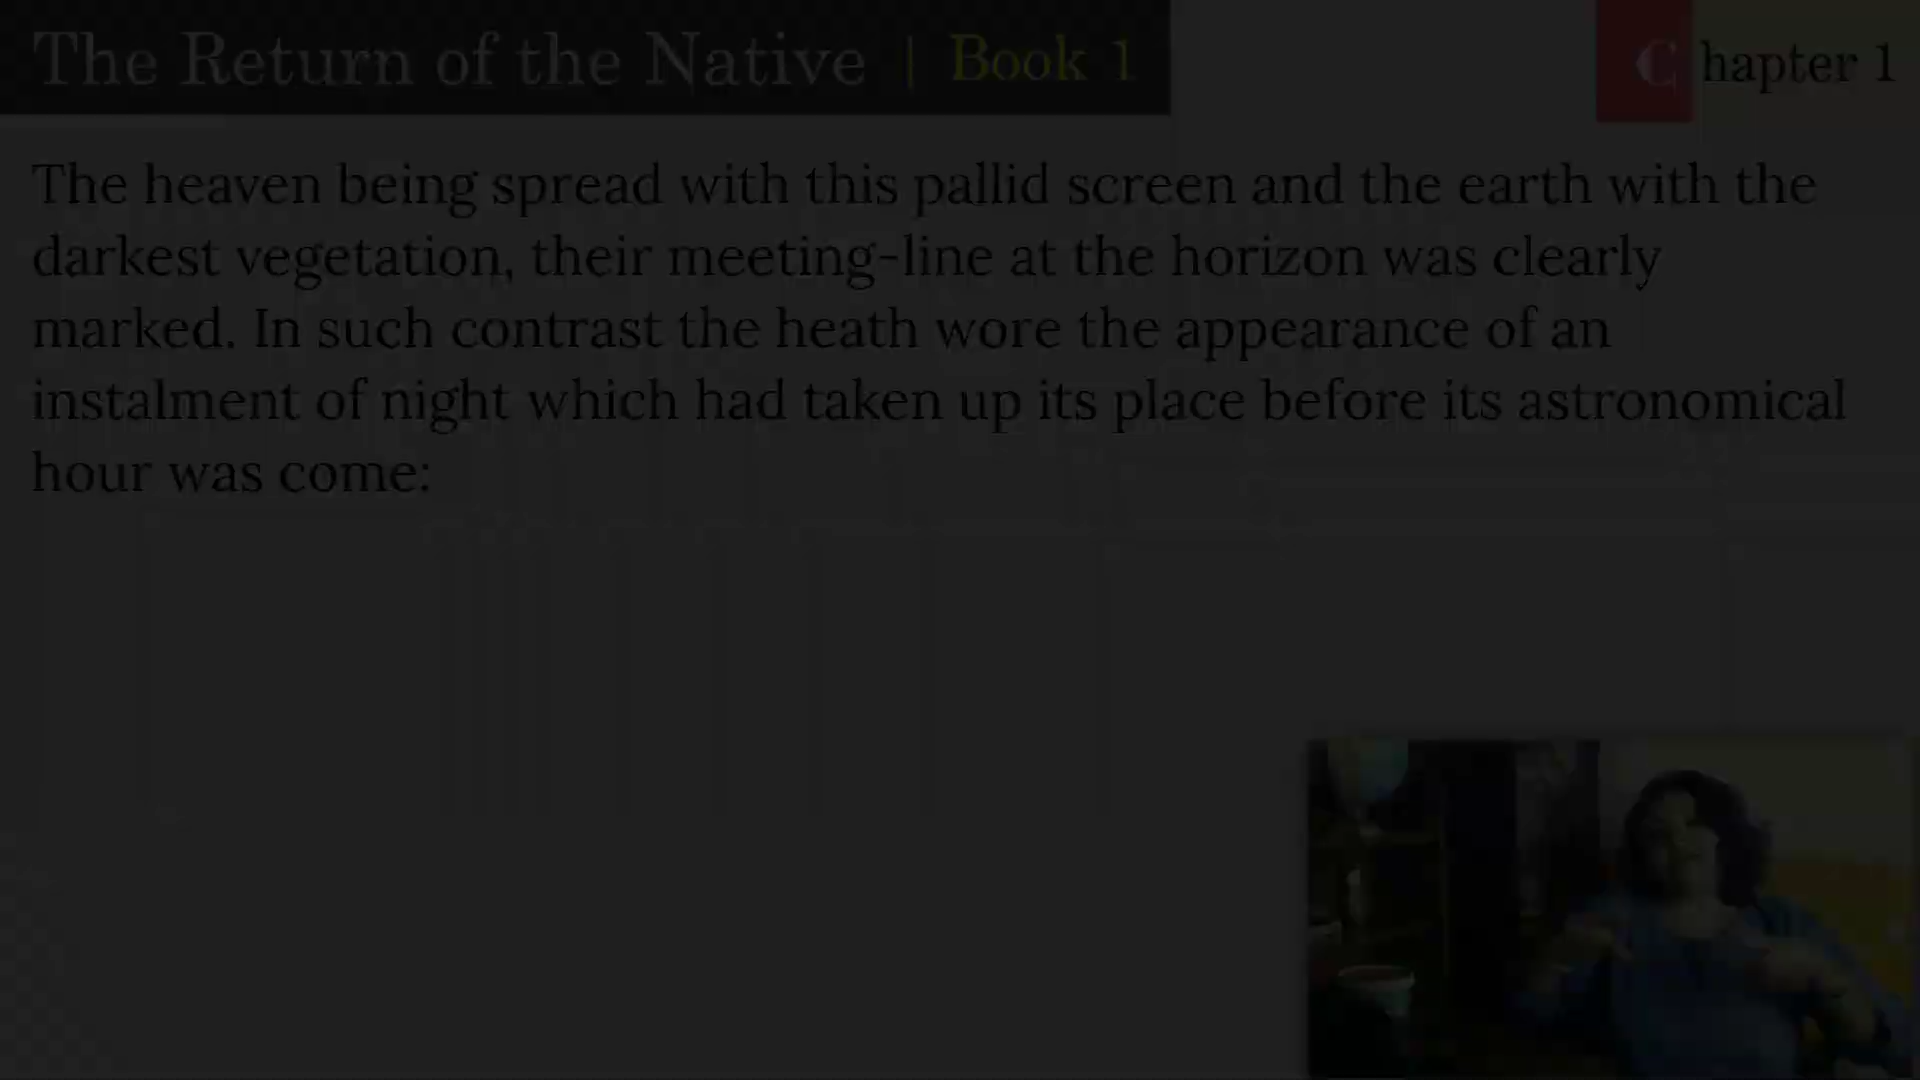 The Return of the Native | Book 1
Chapter 1
The heaven being spread with this pallid screen and the earth with the
darkest vegetation, their meeting-line at the horizon was clearly
marked. In such contrast the heath wore the appearance of an
instalment of night which had taken up its place before its astronomical
hour was come: